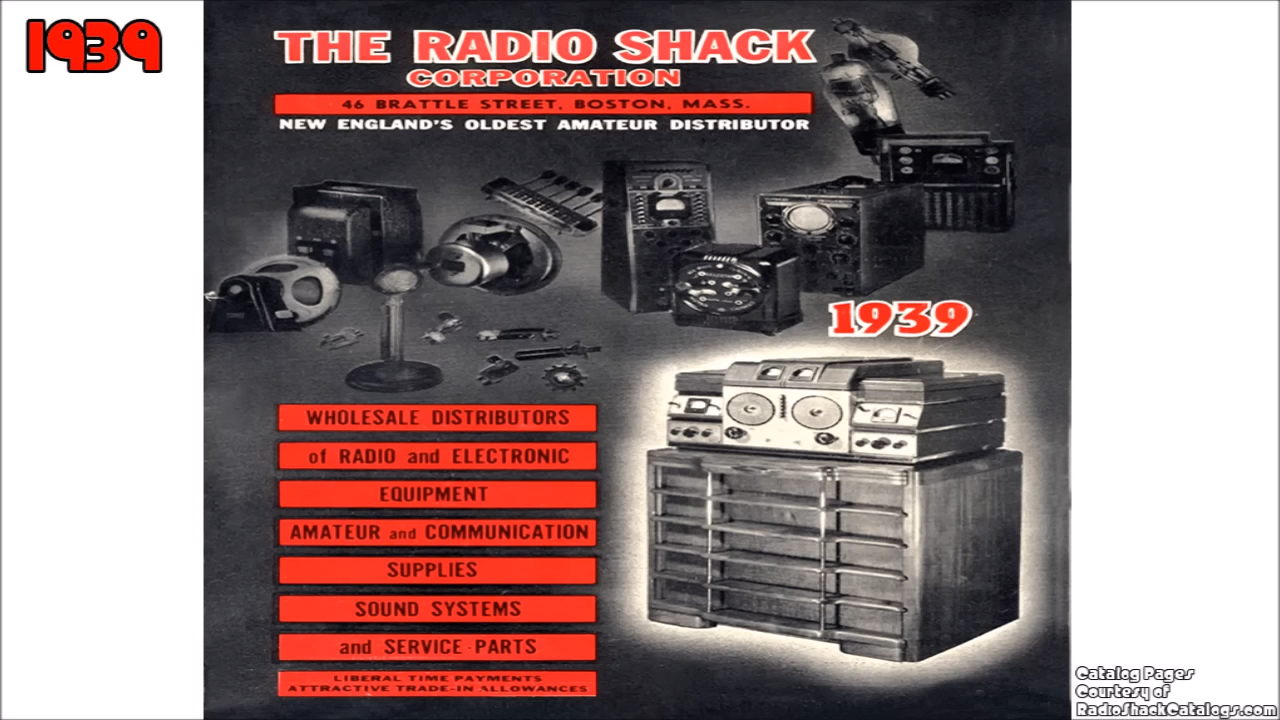 1939
THE RADIO SHACK
CORPORATION
46 BRATTLE STREET, BOSTON, MASS.
NEW ENGLAND'S OLDEST AMATEUR DISTRIBUTOR
1939
WHOLESALE DISTRIBUTORS
of RADIO and ELECTRONIC
EQUIPMENT
AMATEUR and COMMUNICATION
SUPPLIES
SOUND SYSTEMS
and SERVICE PARTS
LIBERAL TIME PAYMENTS
ATTRACTIVE TRADE-IN ALLOWANCES
Catalog Pages
Courtesy of
RadioShackCatalogs.com